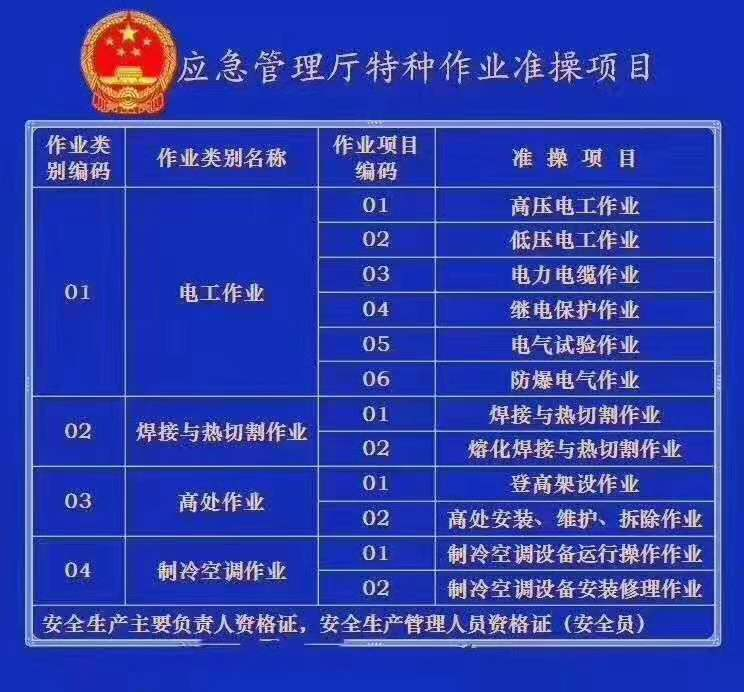 应急管理厅特种作业准操项目
作业类
别编码
作业类别名称
作业项目
编码
准 操 项 目
01
电工作业
01
高压电工作业
02
低压电工作业
03
电力电缆作业
04
继电保护作业
05
电气试验作业
06
防爆电气作业
02
焊接与热切割作业
01
焊接与热切割作业
02
熔化焊接与热切割作业
03
高处作业
01
登高架设作业
02
高处安装、维护、拆除作业
04
制冷空调作业
01
制冷空调设备运行操作作业
02
制冷空调设备安装修理作业
安全生产主要负责人资格证，安全生产管理人员资格证（安全员）